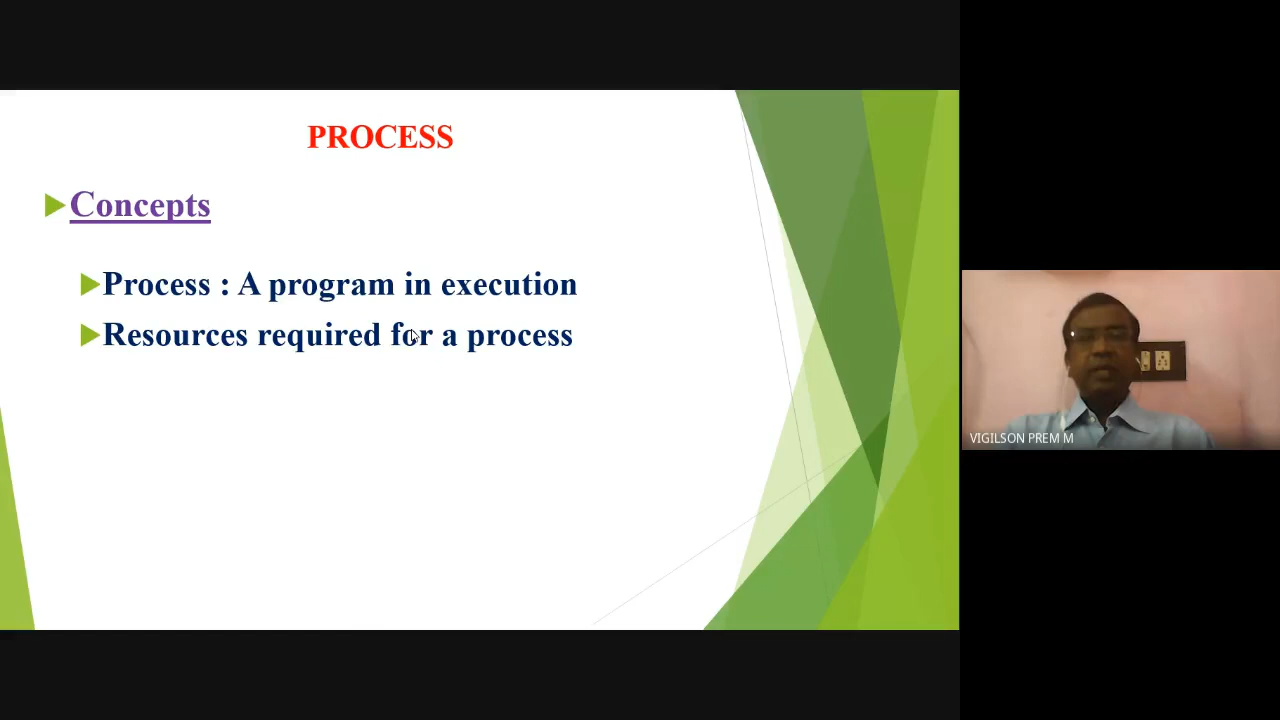 PROCESS
Concepts
Process : A program in execution
Resources required for a process
VIGILSON PREM M